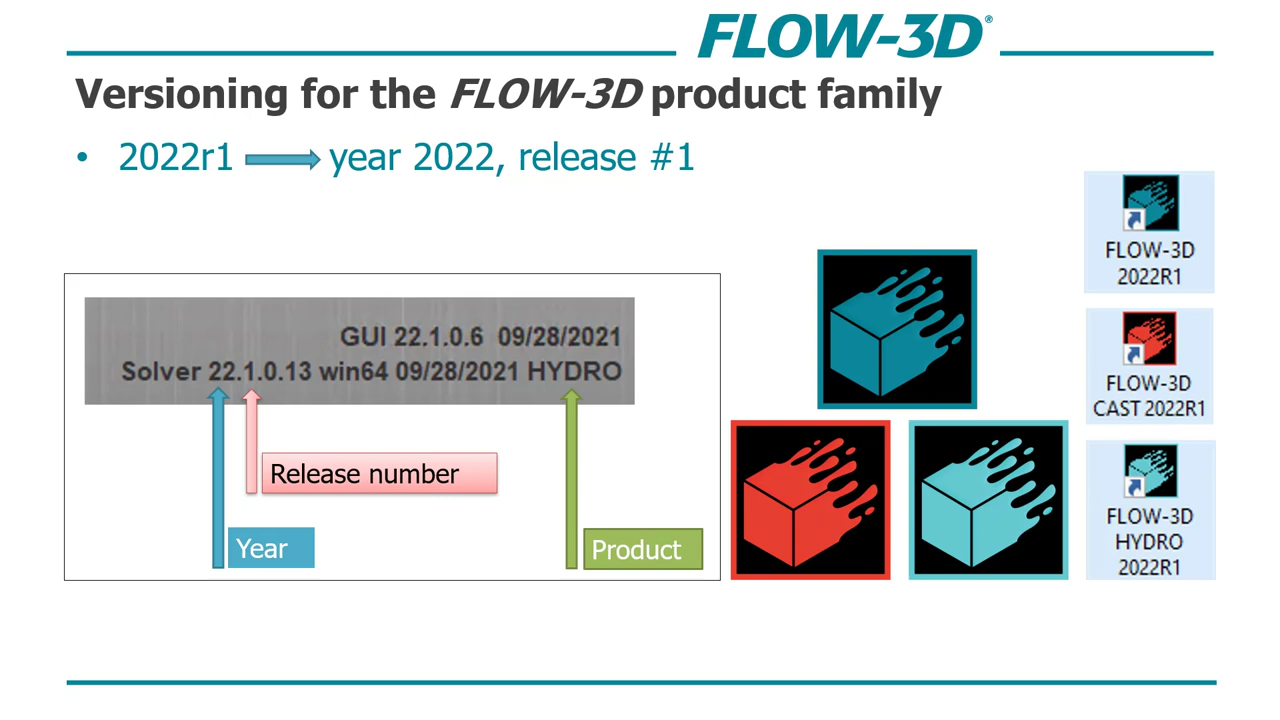 FLOW-3D®
Versioning for the FLOW-3D product family
• 2022r1 year 2022, release #1
GUI 22.1.0.6 09/28/2021
Solver 22.1.0.13 win64 09/28/2021 HYDRO
Release number
Year
Product
FLOW-3D
2022R1
FLOW-3D
CAST 2022R1
FLOW-3D
HYDRO
2022R1